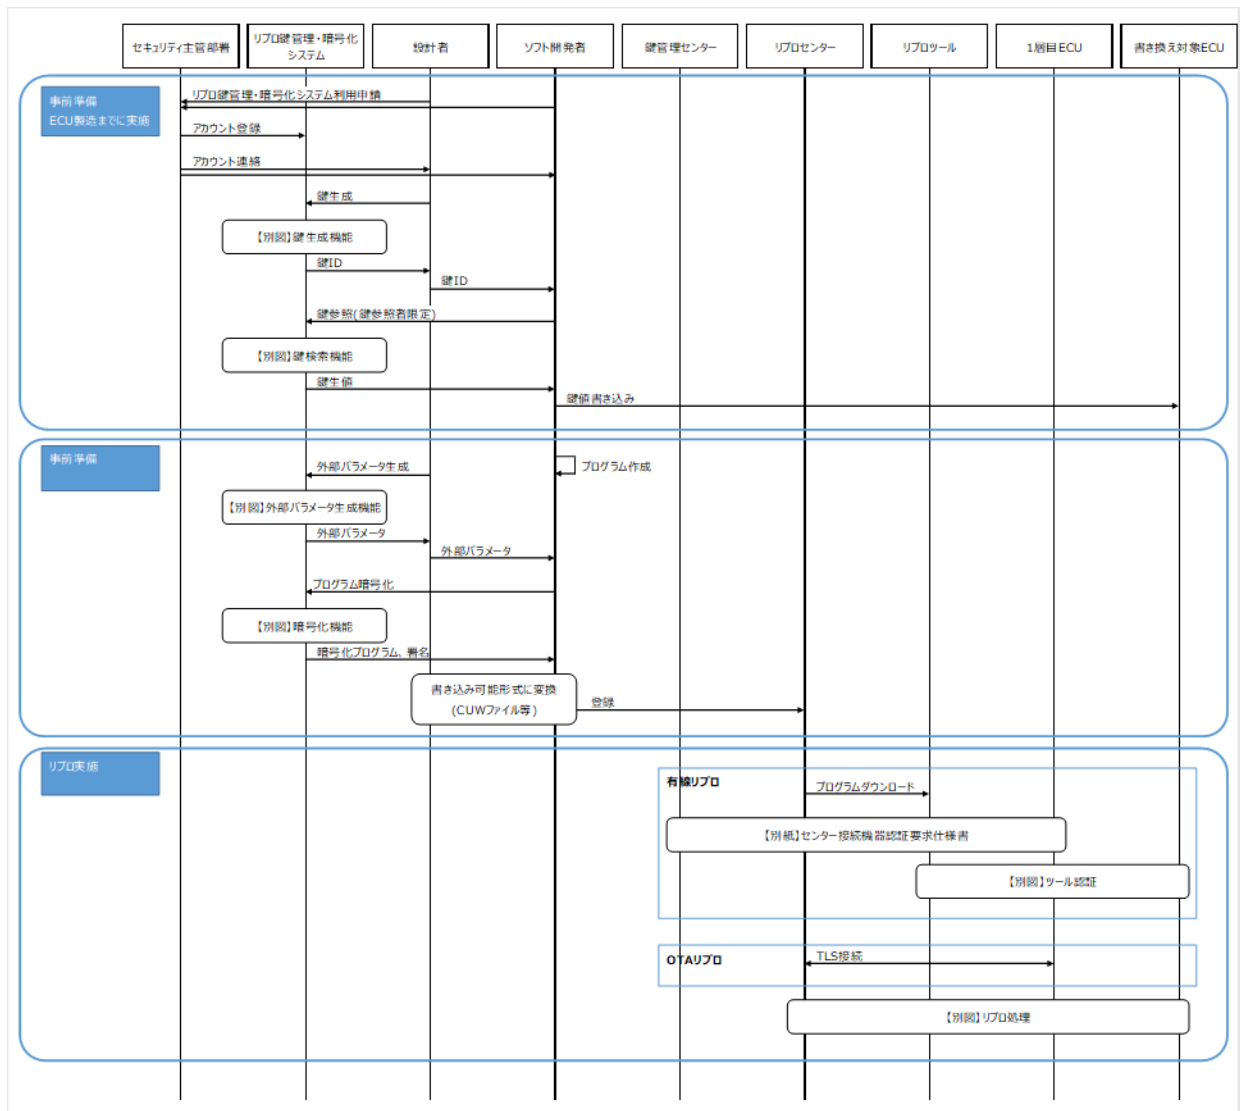 セキュリティ主管部署
リプロ鍵管理・暗号化
システム
設計者
ソフト開発者
鍵管理センター
リプロセンター
リプロツール
1層目ECU
書き換え対象ECU
事前準備
ECU製造までに実施
リプロ鍵管理・暗号化システム利用申請
アカウント登録
アカウント連絡
鍵生成
【別図】鍵生成機能
鍵ID
鍵ID
鍵参照(鍵参照者限定)
【別図】鍵検索機能
鍵生値
鍵値書き込み
事前準備
外部パラメータ生成
プログラム作成
【別図】外部パラメータ生成機能
外部パラメータ
外部パラメータ
プログラム暗号化
【別図】暗号化機能
暗号化プログラム、署名
書き込み可能形式に変換
(CUWファイル等)
登録
リプロ実施
有線リプロ
プログラムダウンロード
【別紙】センター接続機器認証要求仕様書
【別図】ツール認証
OTAリプロ
TLS接続
【別図】リプロ処理